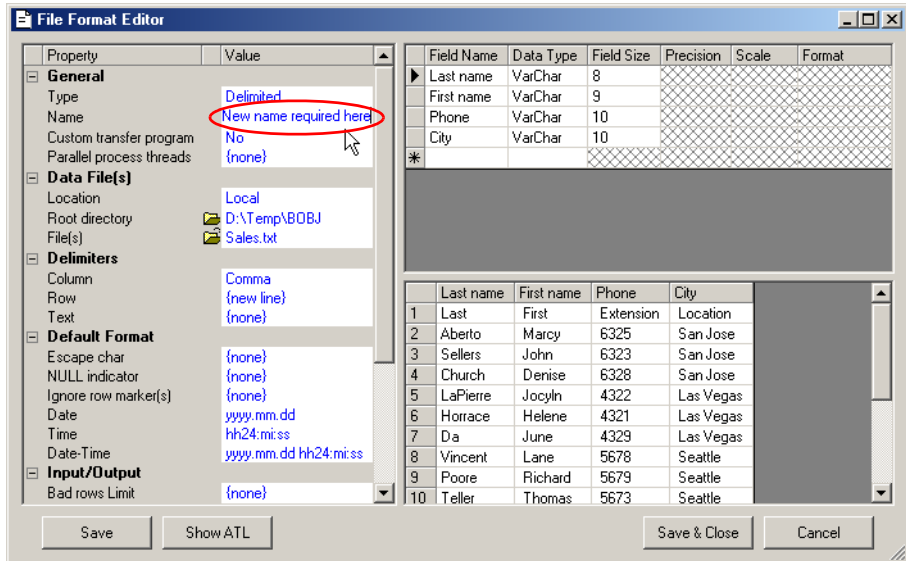 File Format Editor
Property Value
General
Type Delimited
Name New name required here
Custom transfer program No
Parallel process threads {none}
Data File(s)
Location Local
Root directory D:\Temp\BOBJ
File(s) Sales.txt
Delimiters
Column Comma
Row {new line}
Text {none}
Default Format
Escape char {none}
NULL indicator {none}
Ignore row marker(s) {none}
Date yyyy.mm.dd
Time hh24:mi:ss
Date-Time yyyy.mm.dd hh24:mi:ss
Input/Output
Bad rows Limit {none}
Field Name Data Type Field Size Precision Scale Format
Last name VarChar 8
First name VarChar 9
Phone VarChar 10
City VarChar 10
Last name First name Phone City
1 Last First Extension Location
2 Aberto Marcy 6325 San Jose
3 Sellers John 6323 San Jose
4 Church Denise 6328 San Jose
5 LaPierre Jocyln 4322 Las Vegas
6 Horrace Helene 4321 Las Vegas
7 Da June 4329 Las Vegas
8 Vincent Lane 5678 Seattle
9 Poore Richard 5679 Seattle
10 Teller Thomas 5673 Seattle
Save Show ATL Save & Close Cancel